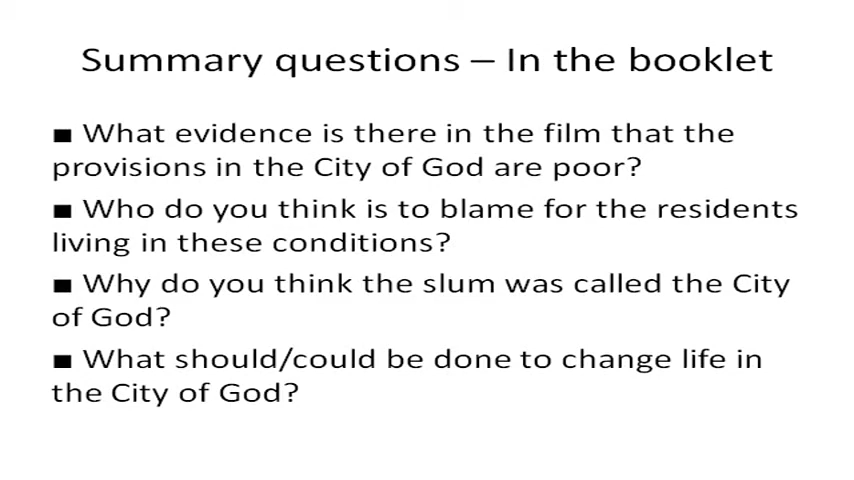 Summary questions – In the booklet
■ What evidence is there in the film that the
provisions in the City of God are poor?
■ Who do you think is to blame for the residents
living in these conditions?
■ Why do you think the slum was called the City
of God?
■ What should/could be done to change life in
the City of God?